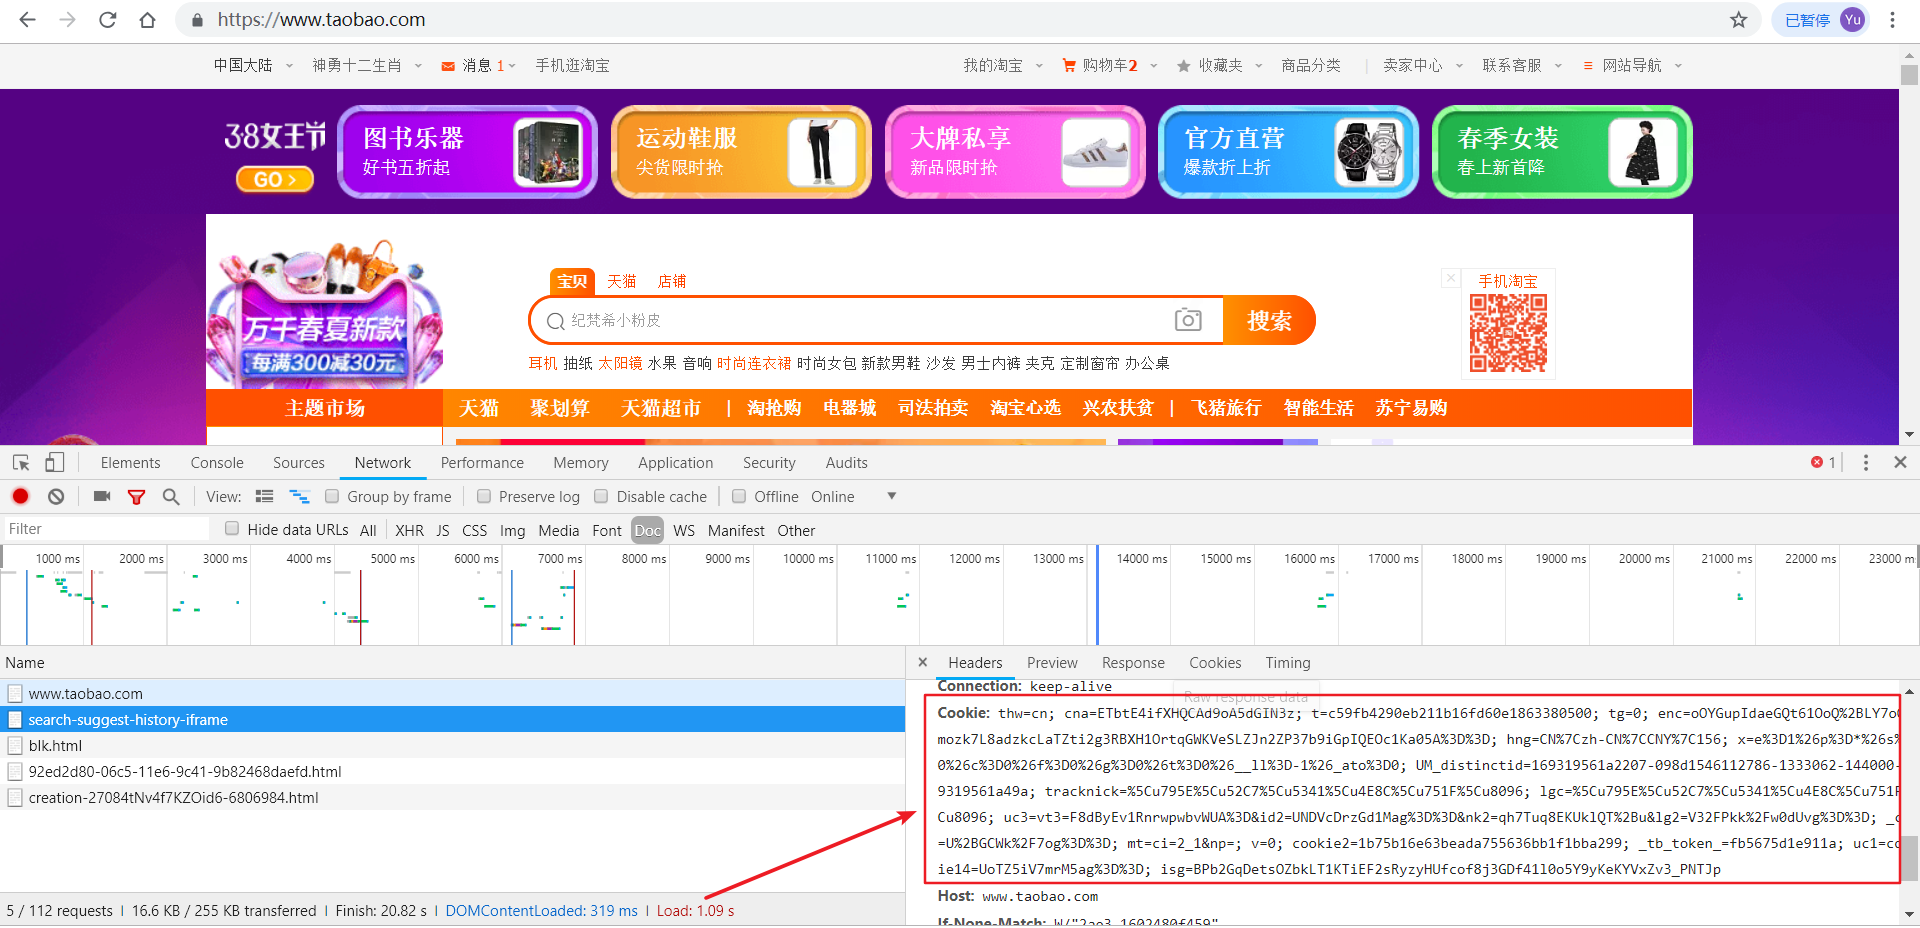 https://www.taobao.com
已暂停 Yu
中国大陆 神勇十二生肖 消息 1 手机逛淘宝 我的淘宝 购物车2 收藏夹 商品分类 卖家中心 联系客服 网站导航
3.8女王节
GO >
图书乐器
好书五折起
运动鞋服
尖货限时抢
大牌私享
新品限时抢
官方直营
爆款折上折
春季女装
春上新首降
万千春夏新款
每满300减30元
宝贝 天猫 店铺
纪梵希小粉皮
搜索
手机淘宝
耳机 抽纸 太阳镜 水果 音响 时尚连衣裙 时尚女包 新款男鞋 沙发 男士内裤 夹克 定制窗帘 办公桌
主题市场 天猫 聚划算 天猫超市 | 淘抢购 电器城 司法拍卖 淘宝心选 兴农扶贫 | 飞猪旅行 智能生活 苏宁易购
Elements Console Sources Network Performance Memory Application Security Audits 1
View: Group by frame Preserve log Disable cache Offline Online
Filter Hide data URLs All XHR JS CSS Img Media Font Doc WS Manifest Other
1000 ms 2000 ms 3000 ms 4000 ms 5000 ms 6000 ms 7000 ms 8000 ms 9000 ms 10000 ms 11000 ms 12000 ms 13000 ms 14000 ms 15000 ms 16000 ms 17000 ms 18000 ms 19000 ms 20000 ms 21000 ms 22000 ms 23000 m
Name
www.taobao.com
search-suggest-history-iframe
blk.html
92ed2d80-06c5-11e6-9c41-9b82468daefd.html
creation-27084tNv4f7KZOid6-6806984.html
5 / 112 requests | 16.6 KB / 255 KB transferred | Finish: 20.82 s | DOMContentLoaded: 319 ms | Load: 1.09 s
Headers Preview Response Cookies Timing
Connection: keep-alive
Raw response data
Cookie: thw=cn; cna=ETbtE4ifXHQCAd9oA5dGIN3z; t=c59fb4290eb211b16fd60e1863380500; tg=0; enc=oOYGupIdaeGQt61OoQ%2BLY7oO
mozk7L8adzkcLaTZti2g3RBXH1OrtqGWKVeSLZJn2ZP37b9iGpIQEOc1Ka05A%3D%3D; hng=CN%7Czh-CN%7CCNY%7C156; x=e%3D1%26p%3D*%26s%
0%26c%3D0%26f%3D0%26g%3D0%26t%3D0%26__ll%3D-1%26_ato%3D0; UM_distinctid=169319561a2207-098d1546112786-1333062-144000-
9319561a49a; tracknick=%5Cu795E%5Cu52C7%5Cu5341%5Cu4E8C%5Cu751F%5Cu8096; lgc=%5Cu795E%5Cu52C7%5Cu5341%5Cu4E8C%5Cu751F
Cu8096; uc3=vt3=F8dByEv1RnrwpwbvWUA%3D&id2=UNDVcDrzGd1Mag%3D%3D&nk2=qh7Tuq8EKUklQT%2Bu&lg2=V32FPkk%2Fw0dUvg%3D%3D; _c
=U%2BGCWk%2F7og%3D%3D; mt=ci=2_1&np=; v=0; cookie2=1b75b16e63beada755636bb1f1bba299; _tb_token_=fb5675d1e911a; uc1=co
ie14=UoTZ5iV7mrM5ag%3D%3D; isg=BPb2GqDetsOZbkLT1KTiEF2sRyzyHUfcof8j3GDf41l0o5Y9yKeKYVxZv3_PNTJp
Host: www.taobao.com
If-None-Match: W/"2ae3-1602480f459"